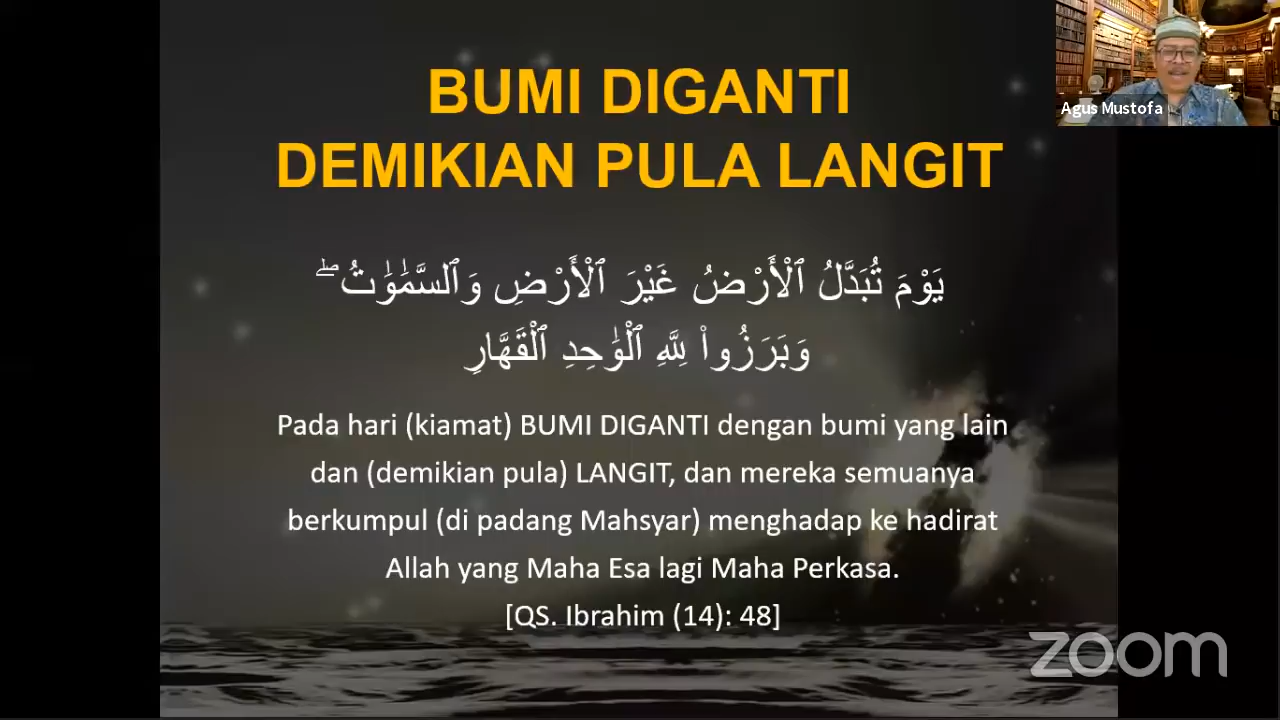 BUMI DIGANTI
DEMIKIAN PULA LANGIT
يَوْمَ تُبَدَّلُ ٱلْأَرْضُ غَيْرَ ٱلْأَرْضِ وَٱلسَّمَٰوَٰتُ ۖ
وَبَرَزُوا۟ لِلَّهِ ٱلْوَٰحِدِ ٱلْقَهَّارِ
Pada hari (kiamat) BUMI DIGANTI dengan bumi yang lain
dan (demikian pula) LANGIT, dan mereka semuanya
berkumpul (di padang Mahsyar) menghadap ke hadirat
Allah yang Maha Esa lagi Maha Perkasa.
[QS. Ibrahim (14): 48]
Agus Mustofa
zoom